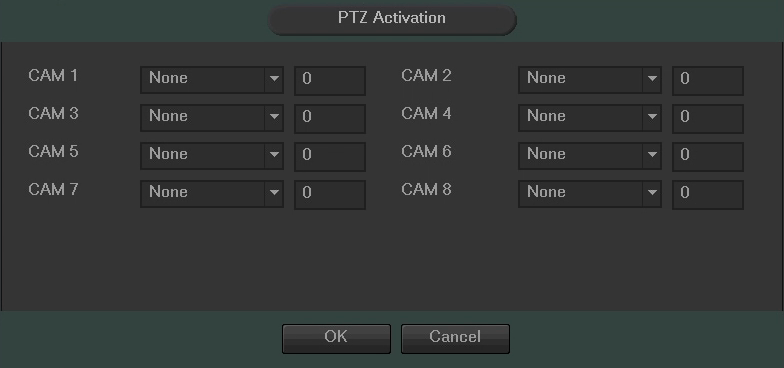 PTZ Activation
CAM 1 None 0 CAM 2 None 0
CAM 3 None 0 CAM 4 None 0
CAM 5 None 0 CAM 6 None 0
CAM 7 None 0 CAM 8 None 0
OK Cancel